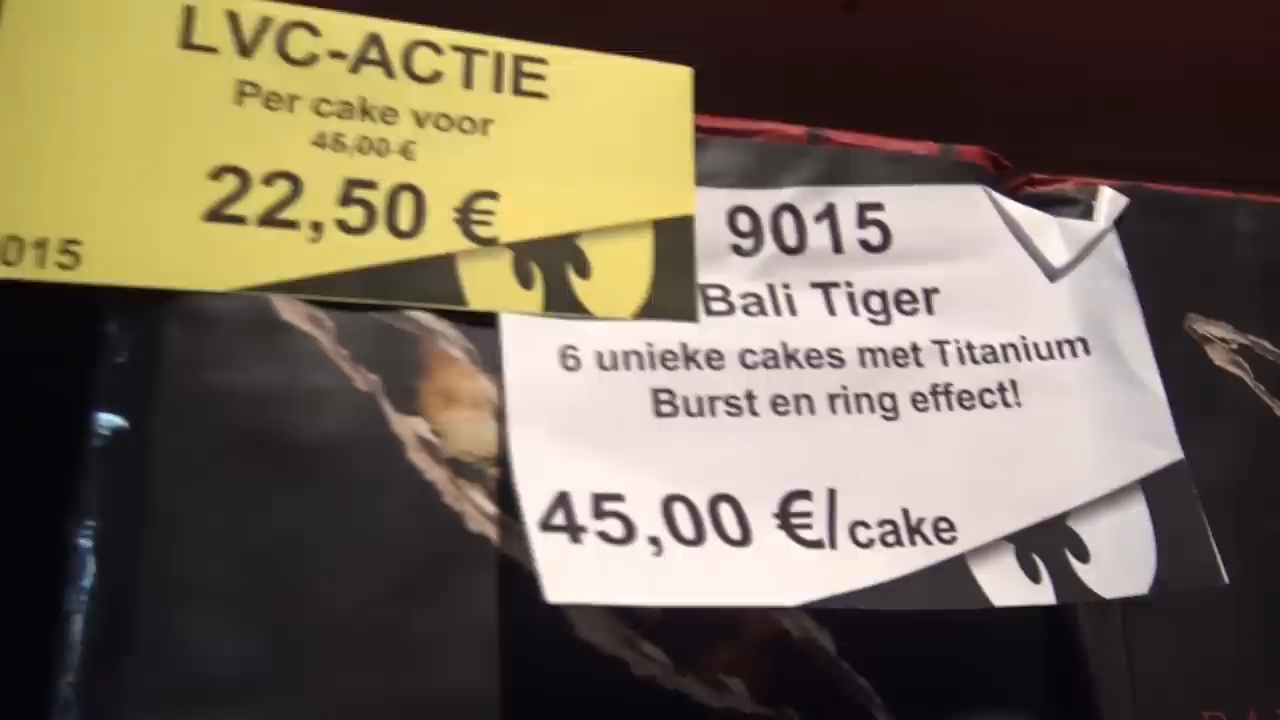 LVC-ACTIE
Per cake voor
45,00 €
22,50 €
015
9015
Bali Tiger
6 unieke cakes met Titanium
Burst en ring effect!
45,00 €/cake